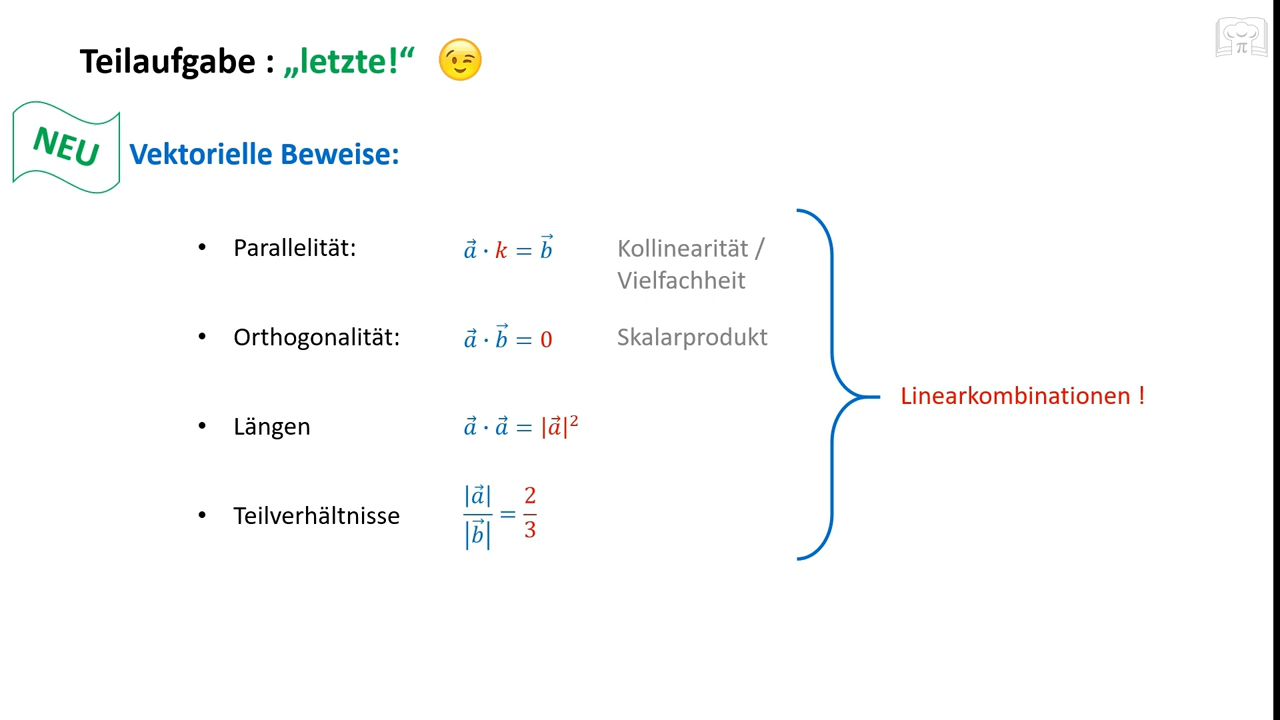 Teilaufgabe : „letzte!“ 😉
NEU
Vektorielle Beweise:
• Parallelität: a⃗ · k = b⃗ Kollinearität /
Vielfachheit
• Orthogonalität: a⃗ · b⃗ = 0 Skalarprodukt
Linearkombinationen !
• Längen a⃗ · a⃗ = |a⃗|²
• Teilverhältnisse |a⃗| / |b⃗| = 2 / 3
π